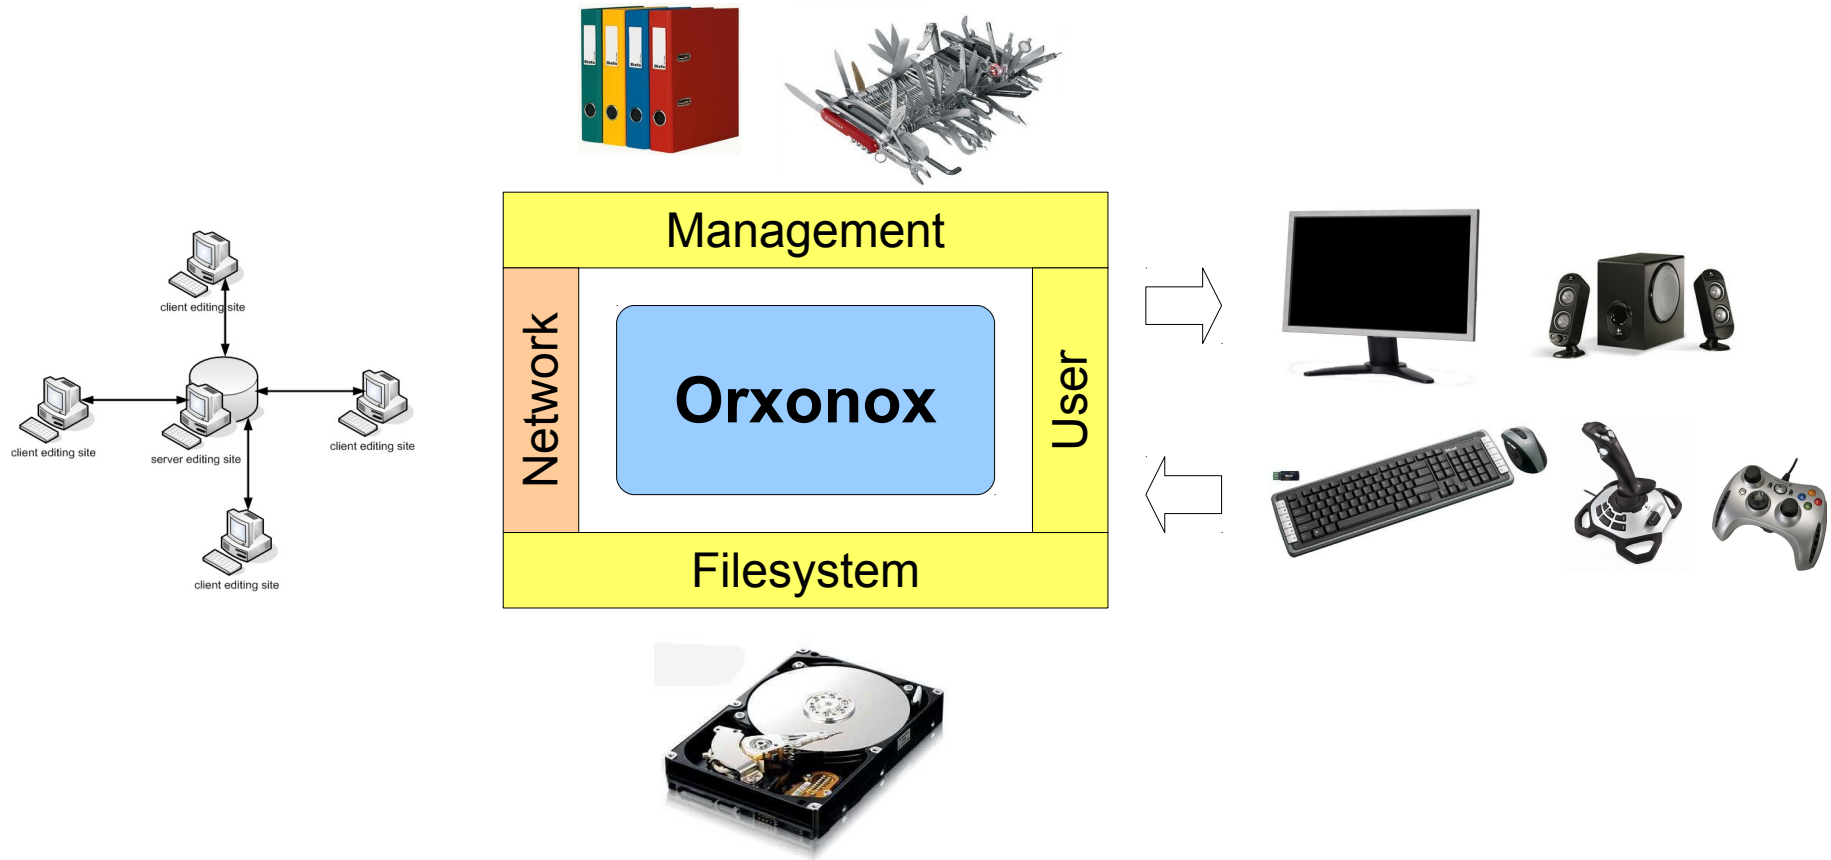 Management
Network
Orxonox
User
Filesystem
client editing site
client editing site
server editing site
client editing site
client editing site